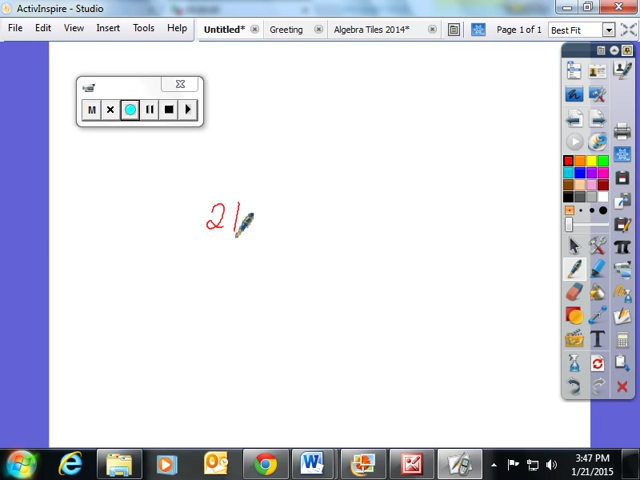 ActivInspire - Studio
File Edit View Insert Tools Untitled* Greeting Algebra Tiles 2014* Page 1 of 1 Best Fit
M
21
T
3:47 PM
1/21/2015